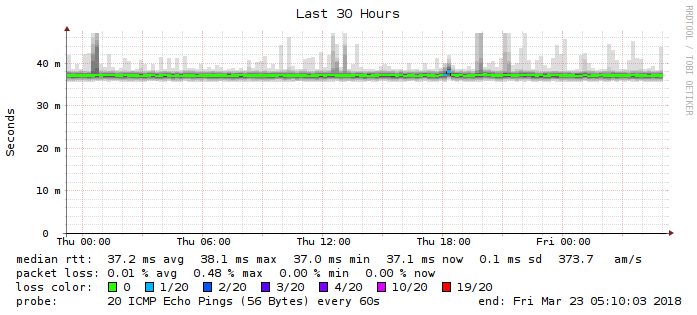 Last 30 Hours
RRDTOOL / TOBI OETIKER
Seconds
40 m
30 m
20 m
10 m
0
Thu 00:00 Thu 06:00 Thu 12:00 Thu 18:00 Fri 00:00
median rtt: 37.2 ms avg 38.1 ms max 37.0 ms min 37.1 ms now 0.1 ms sd 373.7 am/s
packet loss: 0.01 % avg 0.48 % max 0.00 % min 0.00 % now
loss color: 0 1/20 2/20 3/20 4/20 10/20 19/20
probe: 20 ICMP Echo Pings (56 Bytes) every 60s end: Fri Mar 23 05:10:03 2018